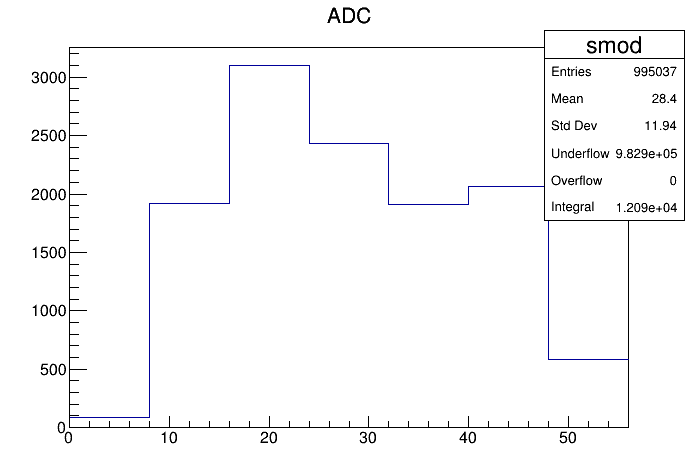 ADC
smod
Entries 995037
Mean 28.4
Std Dev 11.94
Underflow 9.829e+05
Overflow 0
Integral 1.209e+04
3000
2500
2000
1500
1000
500
0
0 10 20 30 40 50